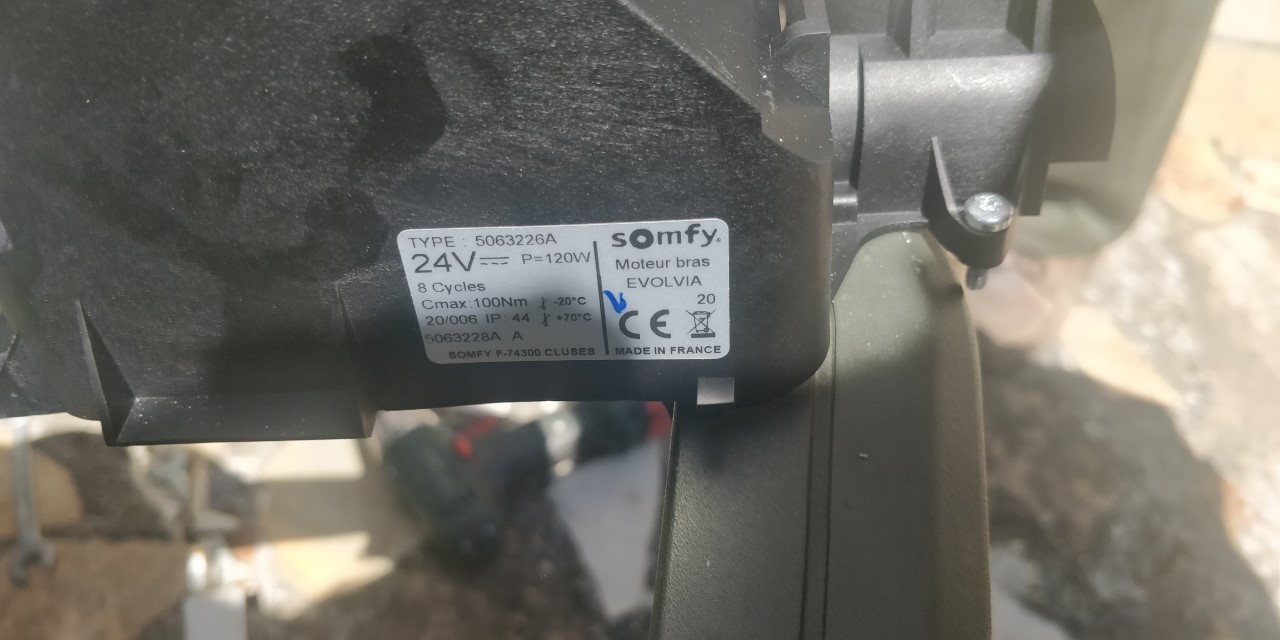 TYPE : 5063226A
24V P=120W
8 Cycles
Cmax:100Nm -20°C
20/006 IP: 44 +70°C
5063228A A
SOMFY F-74300 CLUSES
somfy.
Moteur bras
EVOLVIA
20
CE
MADE IN FRANCE